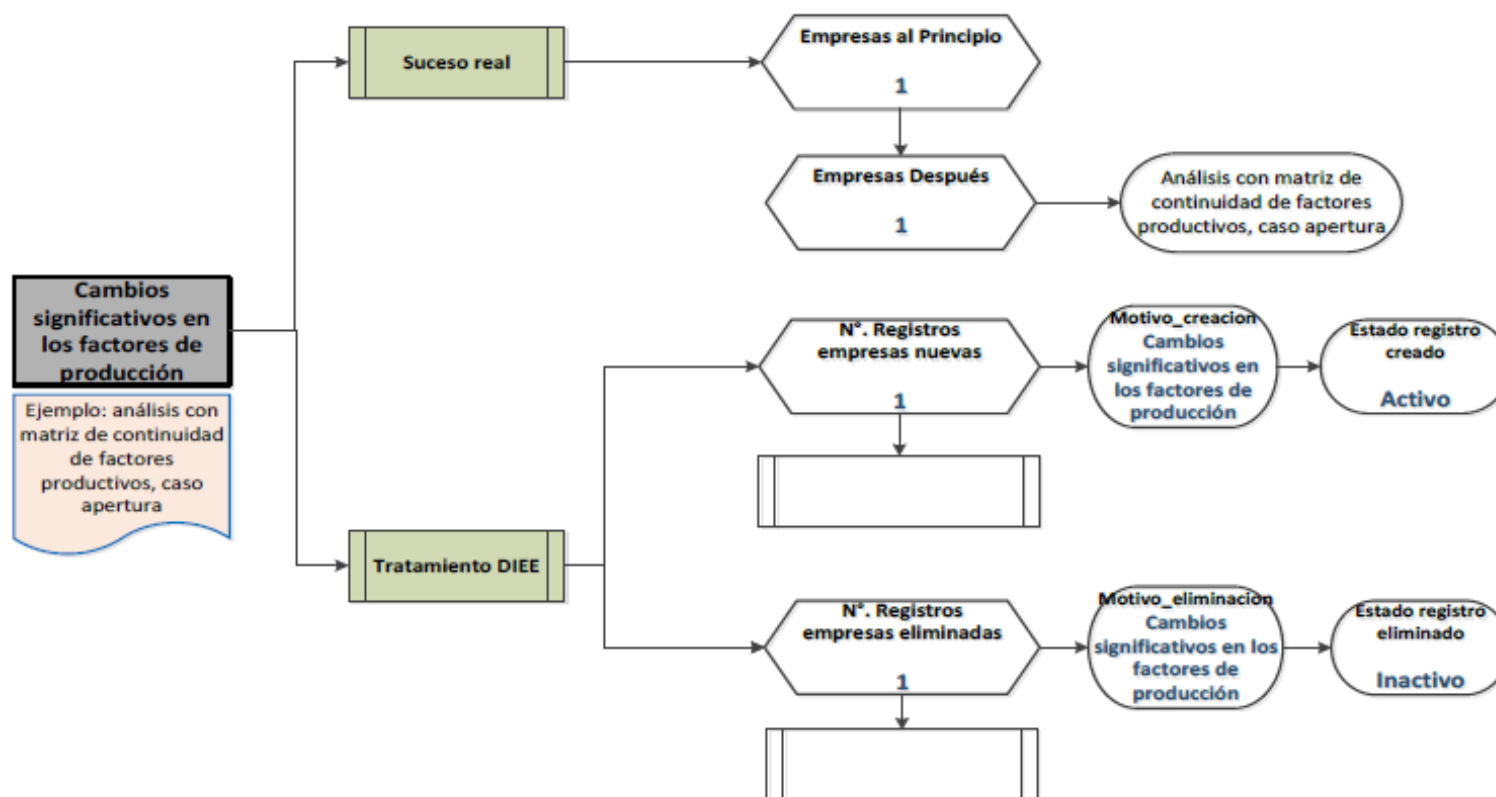 Suceso real
Empresas al Principio
1
Empresas Después
1
Análisis con matriz de
continuidad de factores
productivos, caso apertura
Cambios
significativos en
los factores de
producción
Ejemplo: análisis con
matriz de continuidad
de factores
productivos, caso
apertura
Tratamiento DIEE
N°. Registros
empresas nuevas
1
Motivo_creacion
Cambios
significativos en
los factores de
producción
Estado registro
creado
Activo
N°. Registros
empresas eliminadas
1
Motivo_eliminacion
Cambios
significativos en los
factores de
producción
Estado registro
eliminado
Inactivo